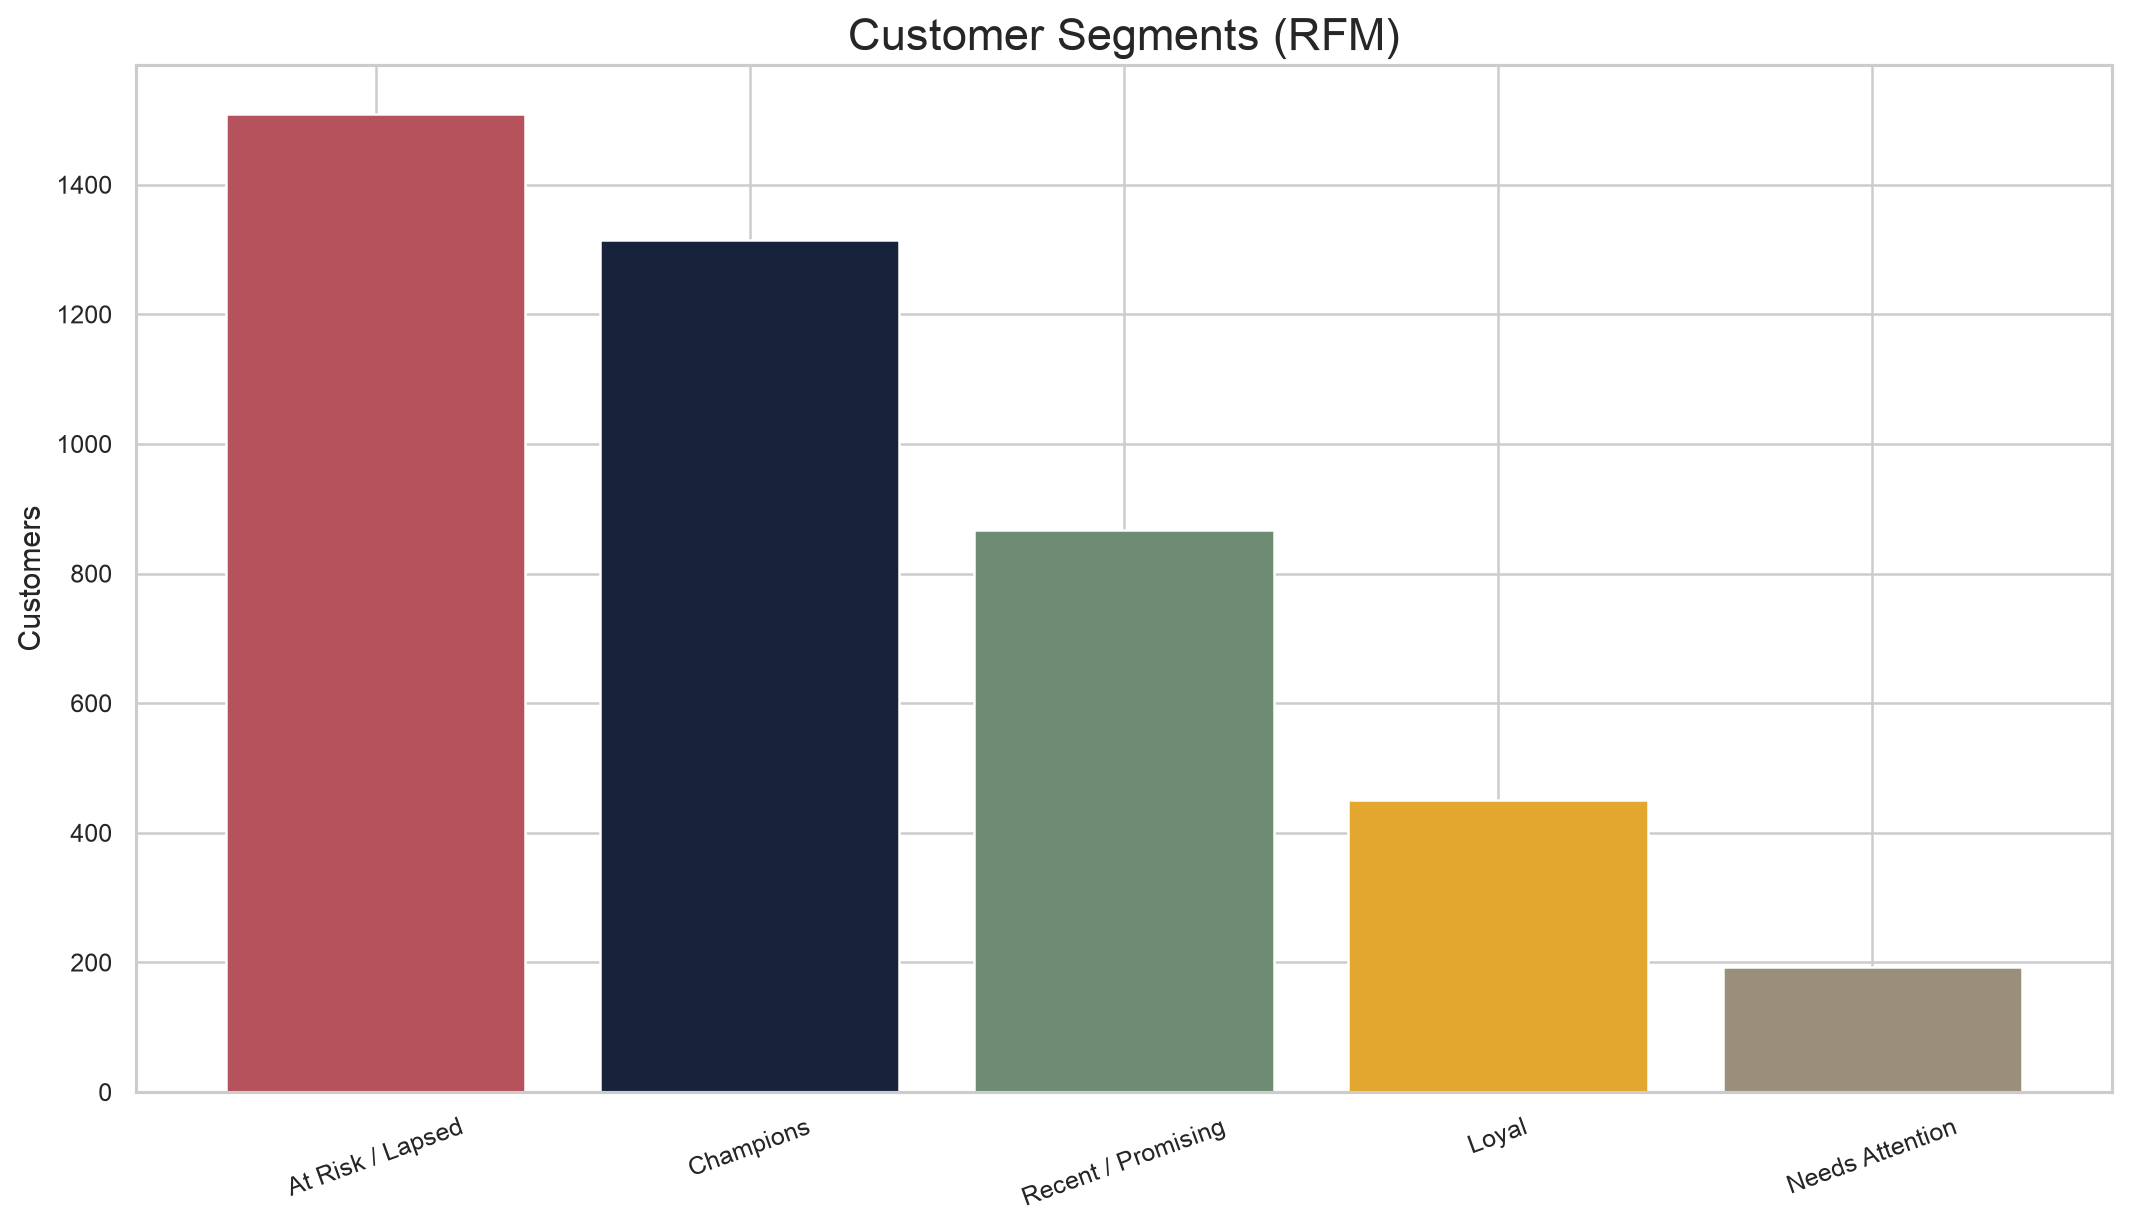 Customer Segments (RFM)
Customers
1400
1200
1000
800
600
400
200
0
At Risk / Lapsed
Champions
Recent / Promising
Loyal
Needs Attention